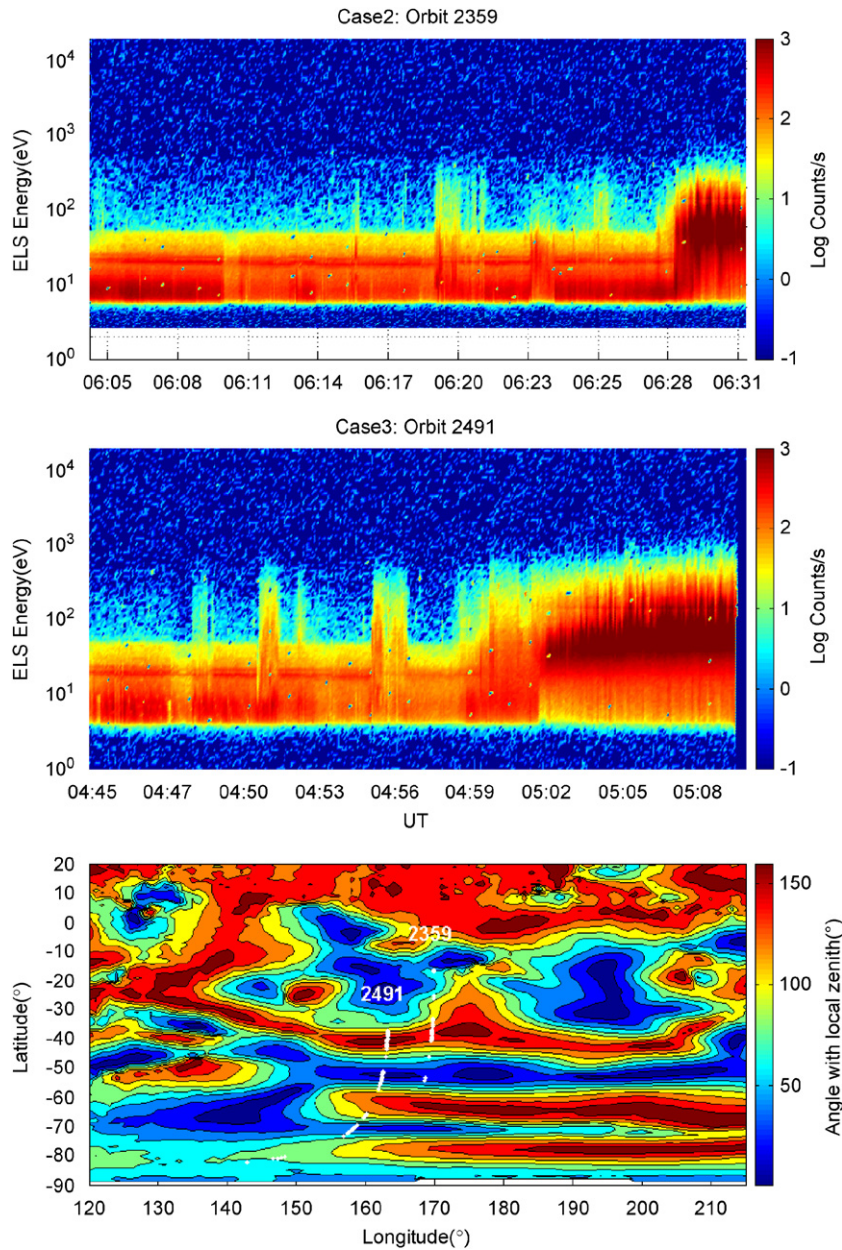 Case2: Orbit 2359
ELS Energy(eV)
10^4
10^3
10^2
10^1
10^0
06:05 06:08 06:11 06:14 06:17 06:20 06:23 06:25 06:28 06:31
3
2
1
0
-1
Log Counts/s
Case3: Orbit 2491
ELS Energy(eV)
10^4
10^3
10^2
10^1
10^0
04:45 04:47 04:50 04:53 04:56 04:59 05:02 05:05 05:08
UT
3
2
1
0
-1
Log Counts/s
Latitude(°)
20
10
0
-10
-20
-30
-40
-50
-60
-70
-80
-90
2359
2491
120 130 140 150 160 170 180 190 200 210
Longitude(°)
150
100
50
Angle with local zenith(°)